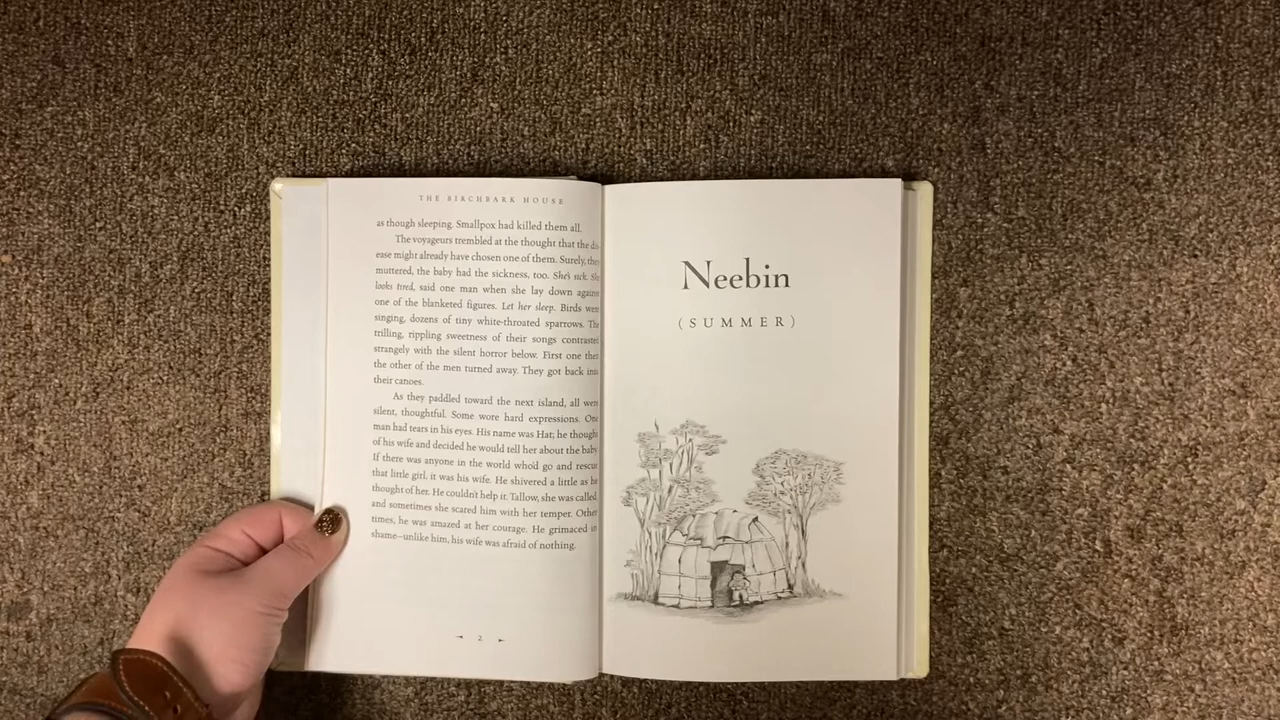 THE BIRCHBARK HOUSE
as though sleeping. Smallpox had killed them all.
The voyageurs trembled at the thought that the dis-
ease might already have chosen one of them. Surely, they
muttered, the baby had the sickness, too. She's sick. She
looks tired, said one man when she lay down against
one of the blanketed figures. Let her sleep. Birds were
singing, dozens of tiny white-throated sparrows. The
trilling, rippling sweetness of their songs contrasted
strangely with the silent horror below. First one then
the other of the men turned away. They got back into
their canoes.
As they paddled toward the next island, all were
silent, thoughtful. Some wore hard expressions. One
man had tears in his eyes. His name was Hat; he thought
of his wife and decided he would tell her about the baby.
If there was anyone in the world who'd go and rescue
that little girl, it was his wife. He shivered a little as he
thought of her. He couldn't help it. Tallow, she was called,
and sometimes she scared him with her temper. Other
times, he was amazed at her courage. He grimaced in
shame–unlike him, his wife was afraid of nothing.
2
Neebin
(SUMMER)